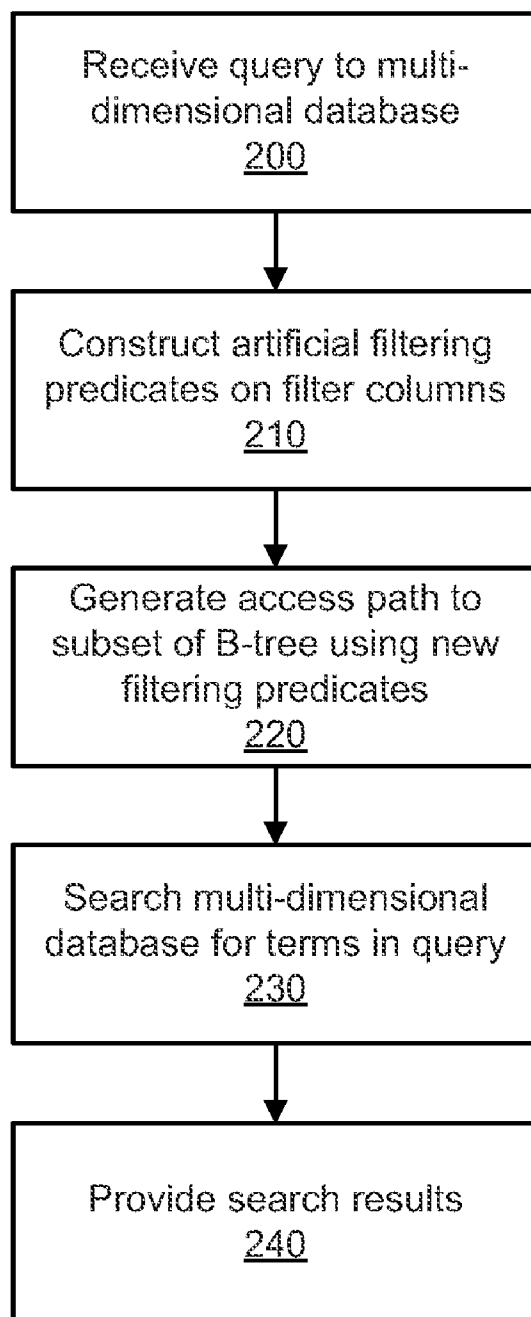 Receive query to multi-
dimensional database
200
Construct artificial filtering
predicates on filter columns
210
Generate access path to
subset of B-tree using new
filtering predicates
220
Search multi-dimensional
database for terms in query
230
Provide search results
240